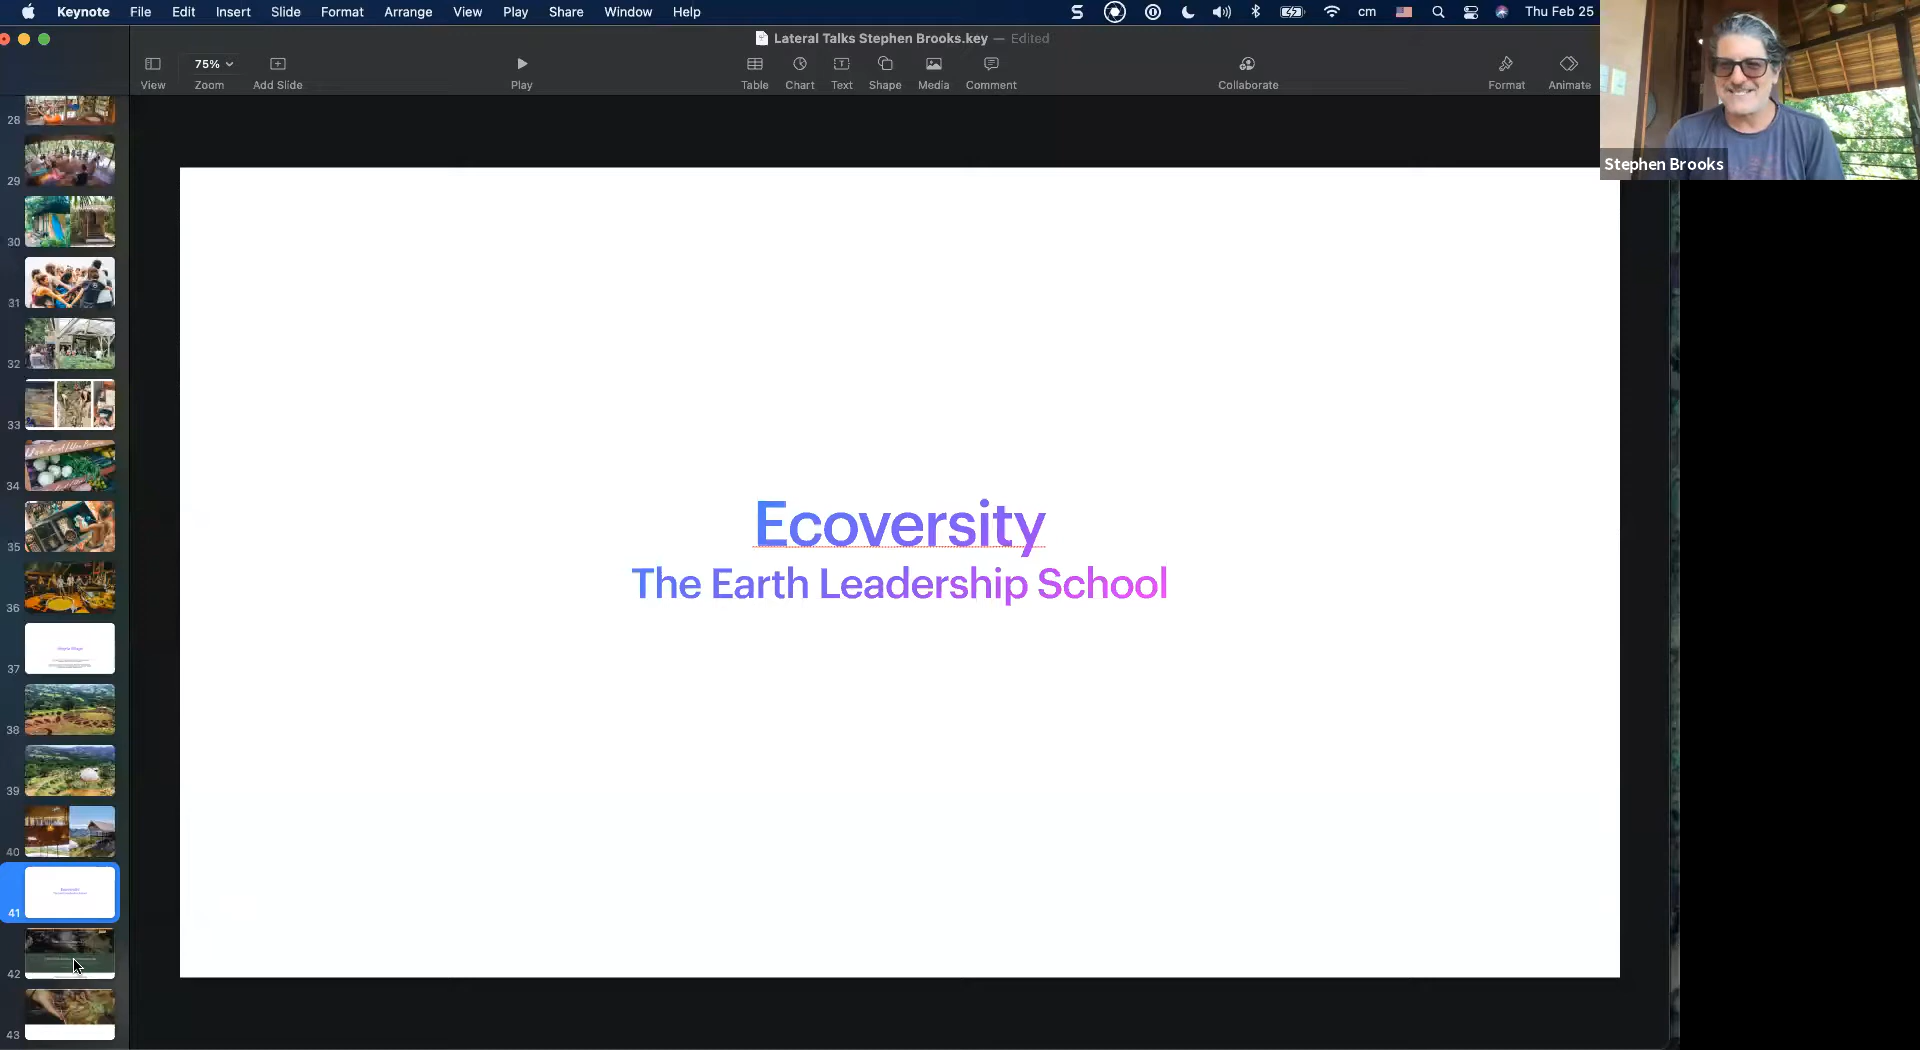 Keynote File Edit Insert Slide Format Arrange View Play Share Window Help cm Thu Feb 25
Lateral Talks Stephen Brooks.key — Edited
75%
View Zoom Add Slide Play Table Chart Text Shape Media Comment Collaborate Format Animate
Stephen Brooks
28
29
30
31
32
33
34
35
36
37
38
39
40
41
42
43
Ecoversity
The Earth Leadership School